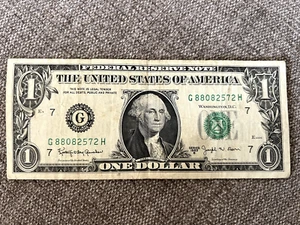 FEDERAL RESERVE NOTE
1 THE UNITED STATES OF AMERICA 1
THIS NOTE IS LEGAL TENDER
FOR ALL DEBTS, PUBLIC AND PRIVATE
WASHINGTON, D.C.
7 G 88082572 H 7
G
G 88082572 H
7 7
1 ONE DOLLAR 1